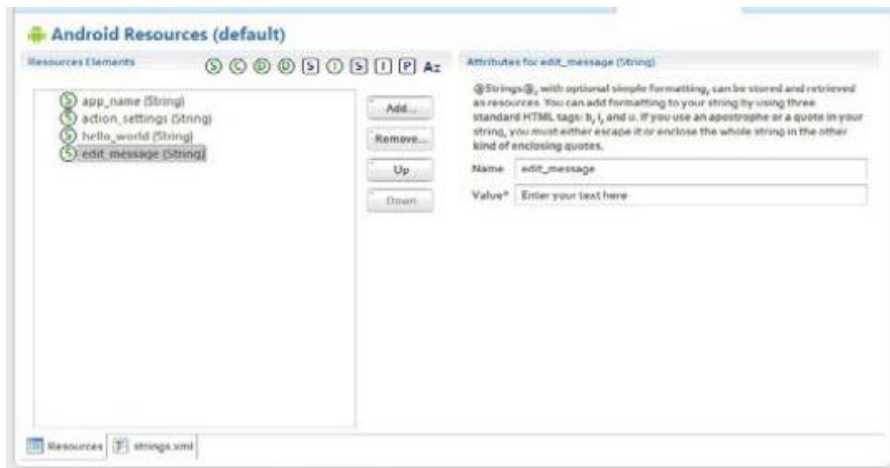 Android Resources (default)
Resources Elements
S C D D S I S I P Az
Attributes for edit_message (String)
@Strings@, with optional simple formatting, can be stored and retrieved
as resources. You can add formatting to your string by using three
standard HTML tags: b, i, and u. If you use an apostrophe or a quote in your
string, you must either escape it or enclose the whole string in the other
kind of enclosing quotes.
S app_name (String)
S action_settings (String)
S hello_world (String)
S edit_message (String)
Add...
Remove...
Up
Down
Name edit_message
Value* Enter your text here
Resources strings.xml